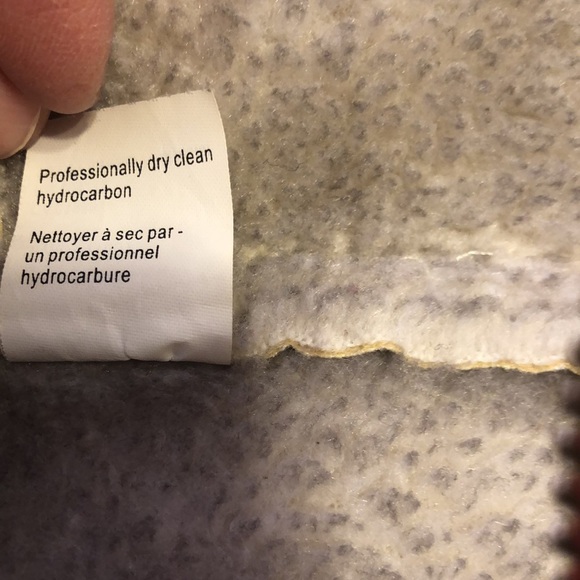 Professionally dry clean
hydrocarbon
Nettoyer à sec par -
un professionnel
hydrocarbure